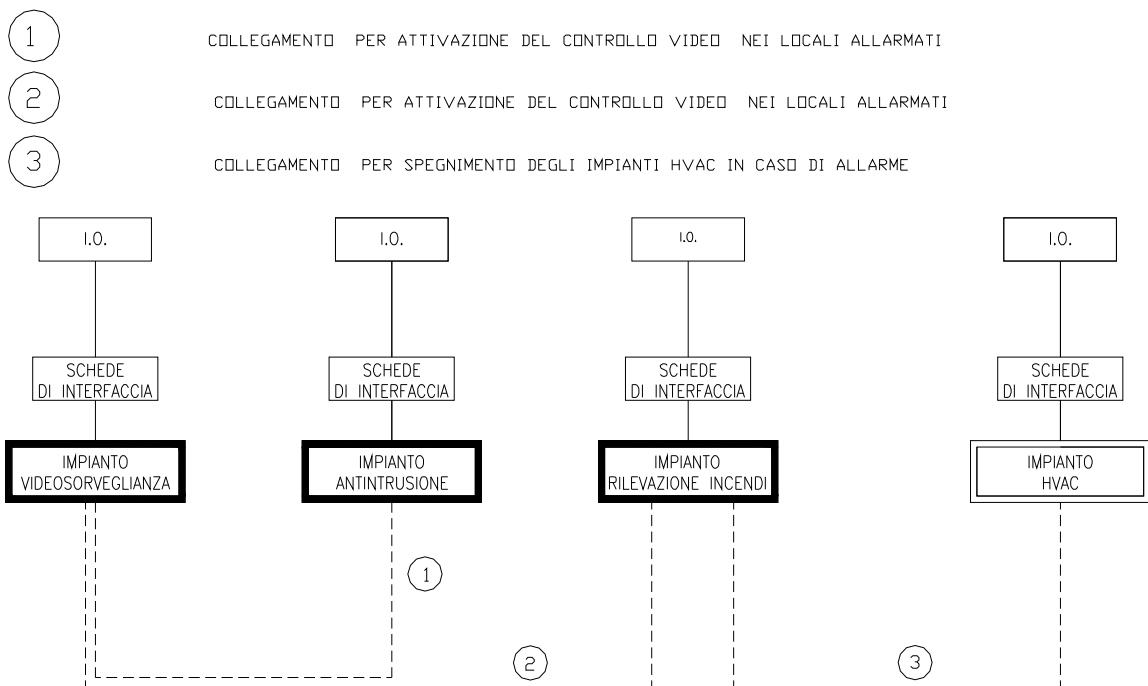 1
COLLEGAMENTO PER ATTIVAZIONE DEL CONTROLLO VIDEO NEI LOCALI ALLARMATI
2
COLLEGAMENTO PER ATTIVAZIONE DEL CONTROLLO VIDEO NEI LOCALI ALLARMATI
3
COLLEGAMENTO PER SPEGNIMENTO DEGLI IMPIANTI HVAC IN CASO DI ALLARME
I.O.
I.O.
I.O.
I.O.
SCHEDE
DI INTERFACCIA
SCHEDE
DI INTERFACCIA
SCHEDE
DI INTERFACCIA
SCHEDE
DI INTERFACCIA
IMPIANTO
VIDEOSORVEGLIANZA
IMPIANTO
ANTINTRUSIONE
IMPIANTO
RILEVAZIONE INCENDI
IMPIANTO
HVAC
1
2
3